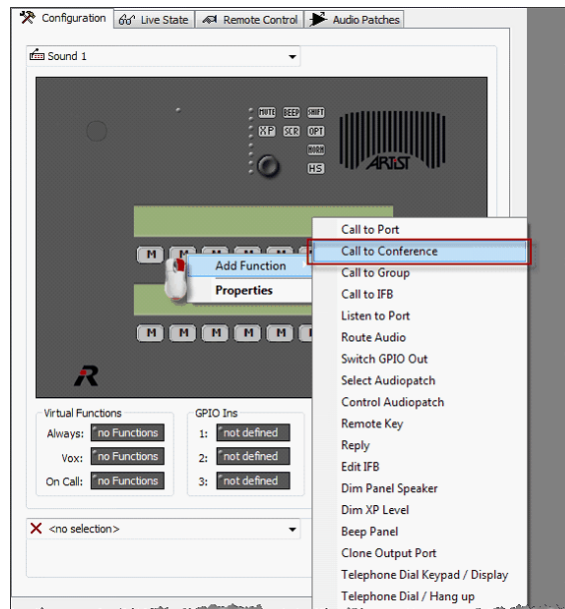 Configuration Live State Remote Control Audio Patches
Sound 1
MUTE BEEP SHIFT
XP SCR OPT
HS
ARTIST
Call to Port
Call to Conference
Call to Group
Call to IFB
Listen to Port
Route Audio
Switch GPIO Out
Select Audiopatch
Control Audiopatch
Remote Key
Reply
Edit IFB
Dim Panel Speaker
Dim XP Level
Beep Panel
Clone Output Port
Telephone Dial Keypad / Display
Telephone Dial / Hang up
M M
Add Function
Properties
M M M M M
R
Virtual Functions GPIO Ins
Always: no Functions 1: not defined
Vox: no Functions 2: not defined
On Call: no Functions 3: not defined
<no selection>